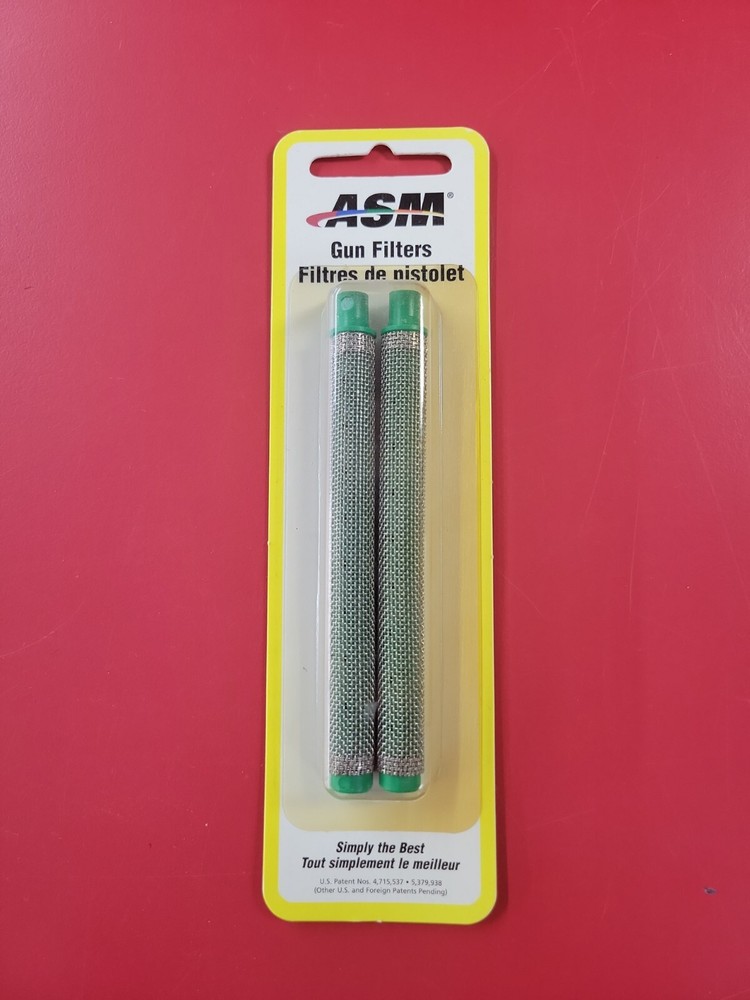 ASM®
Gun Filters
Filtres de pistolet
Simply the Best
Tout simplement le meilleur
U.S. Patent Nos. 4,715,537 • 5,379,938
(Other U.S. and Foreign Patents Pending)